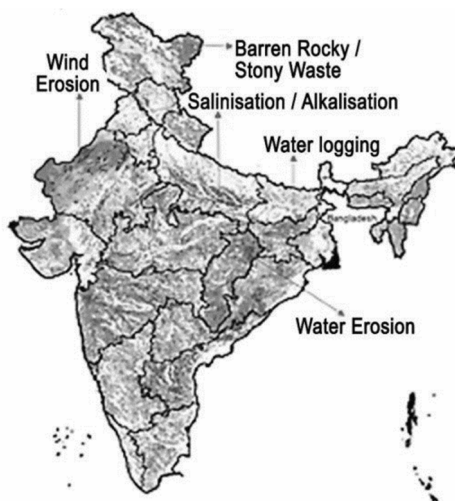 Barren Rocky /
Stony Waste
Wind
Erosion
Salinisation / Alkalisation
Water logging
Bangladesh
Water Erosion